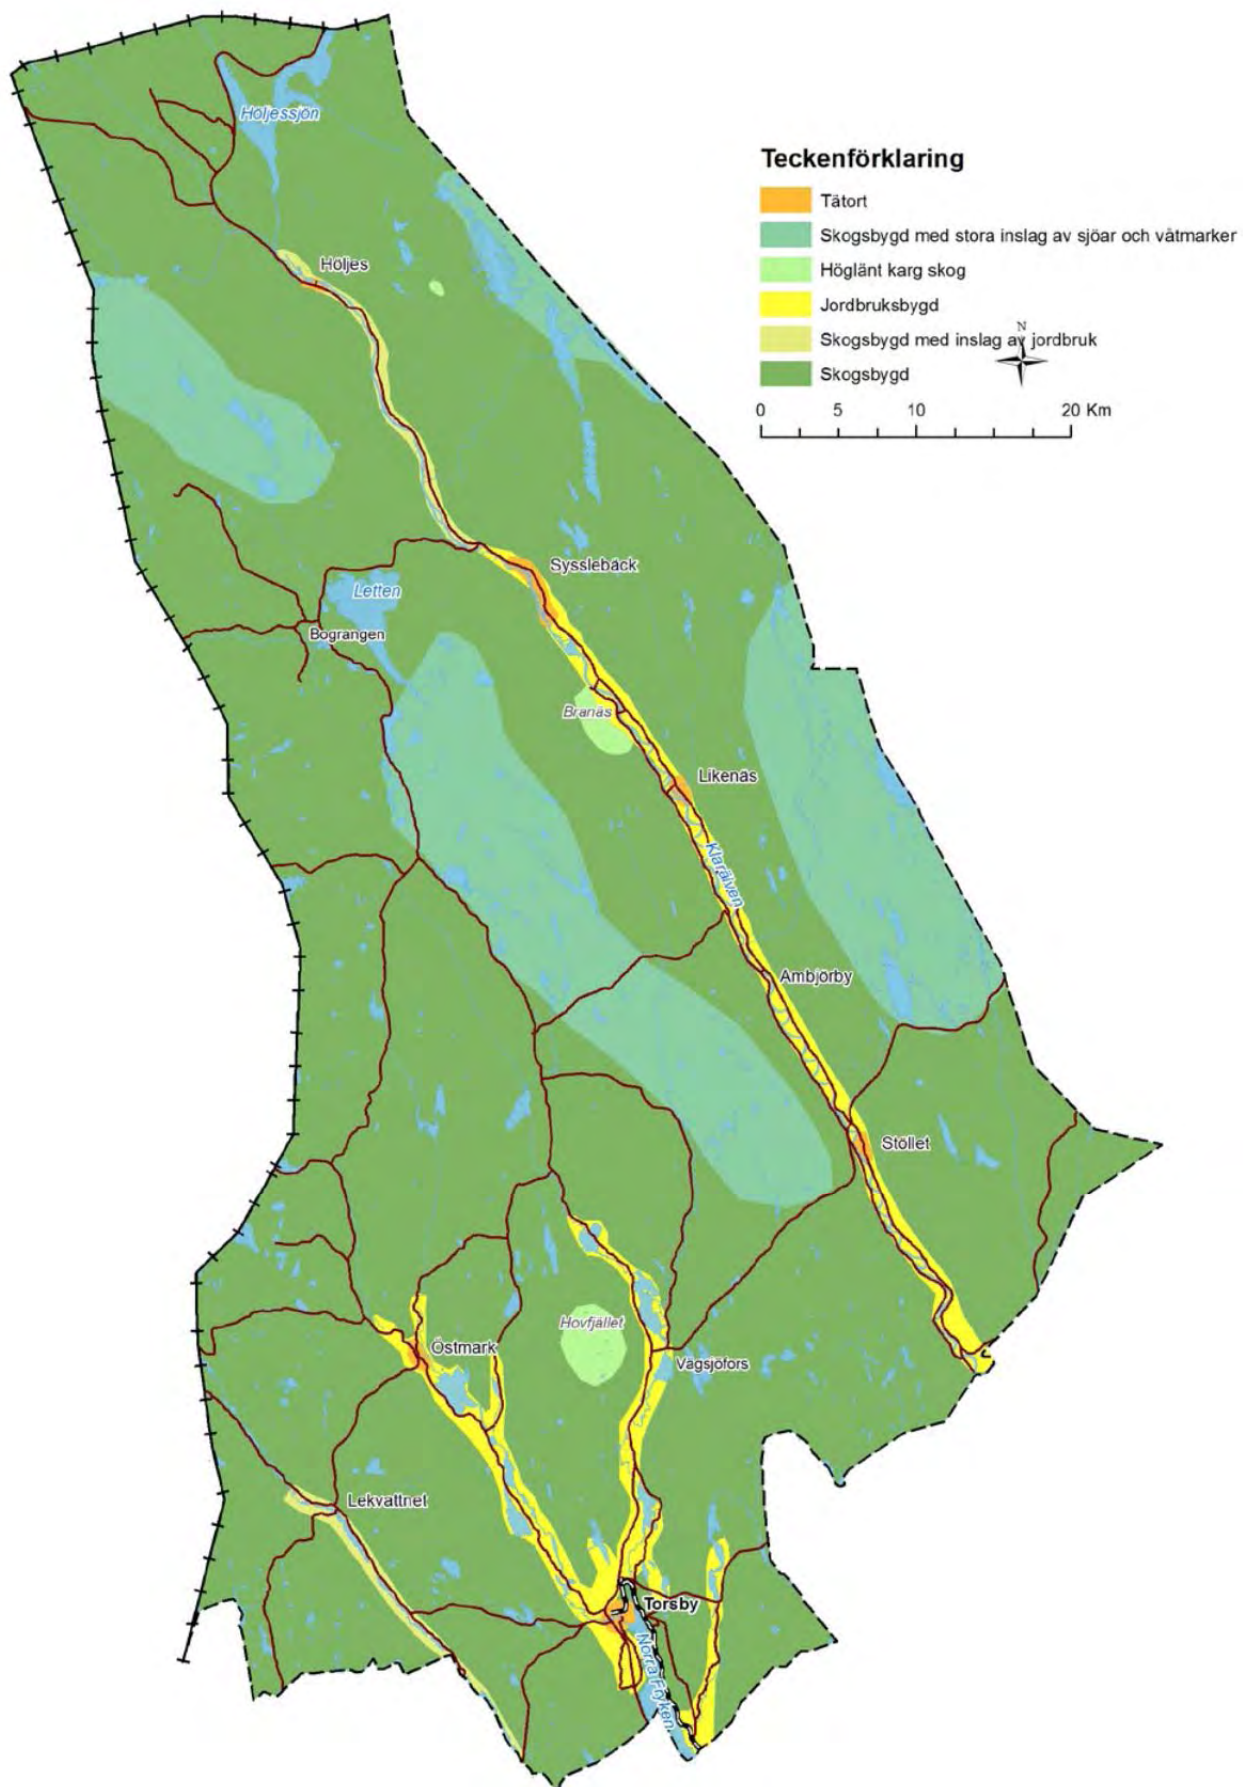 Höljessjön
Teckenförklaring
Tätort
Skogsbygd med stora inslag av sjöar och våtmarker
Höglänt karg skog
Jordbruksbygd
Skogsbygd med inslag av jordbruk
Skogsbygd
N
0 5 10 20 Km
Höljes
Sysslebäck
Letten
Bograngen
Branäs
Likenäs
Klarälven
Ambjörby
Stöllet
Hovfjället
Östmark
Vägsjöfors
Lekvattnet
Torsby
Norra Fryken